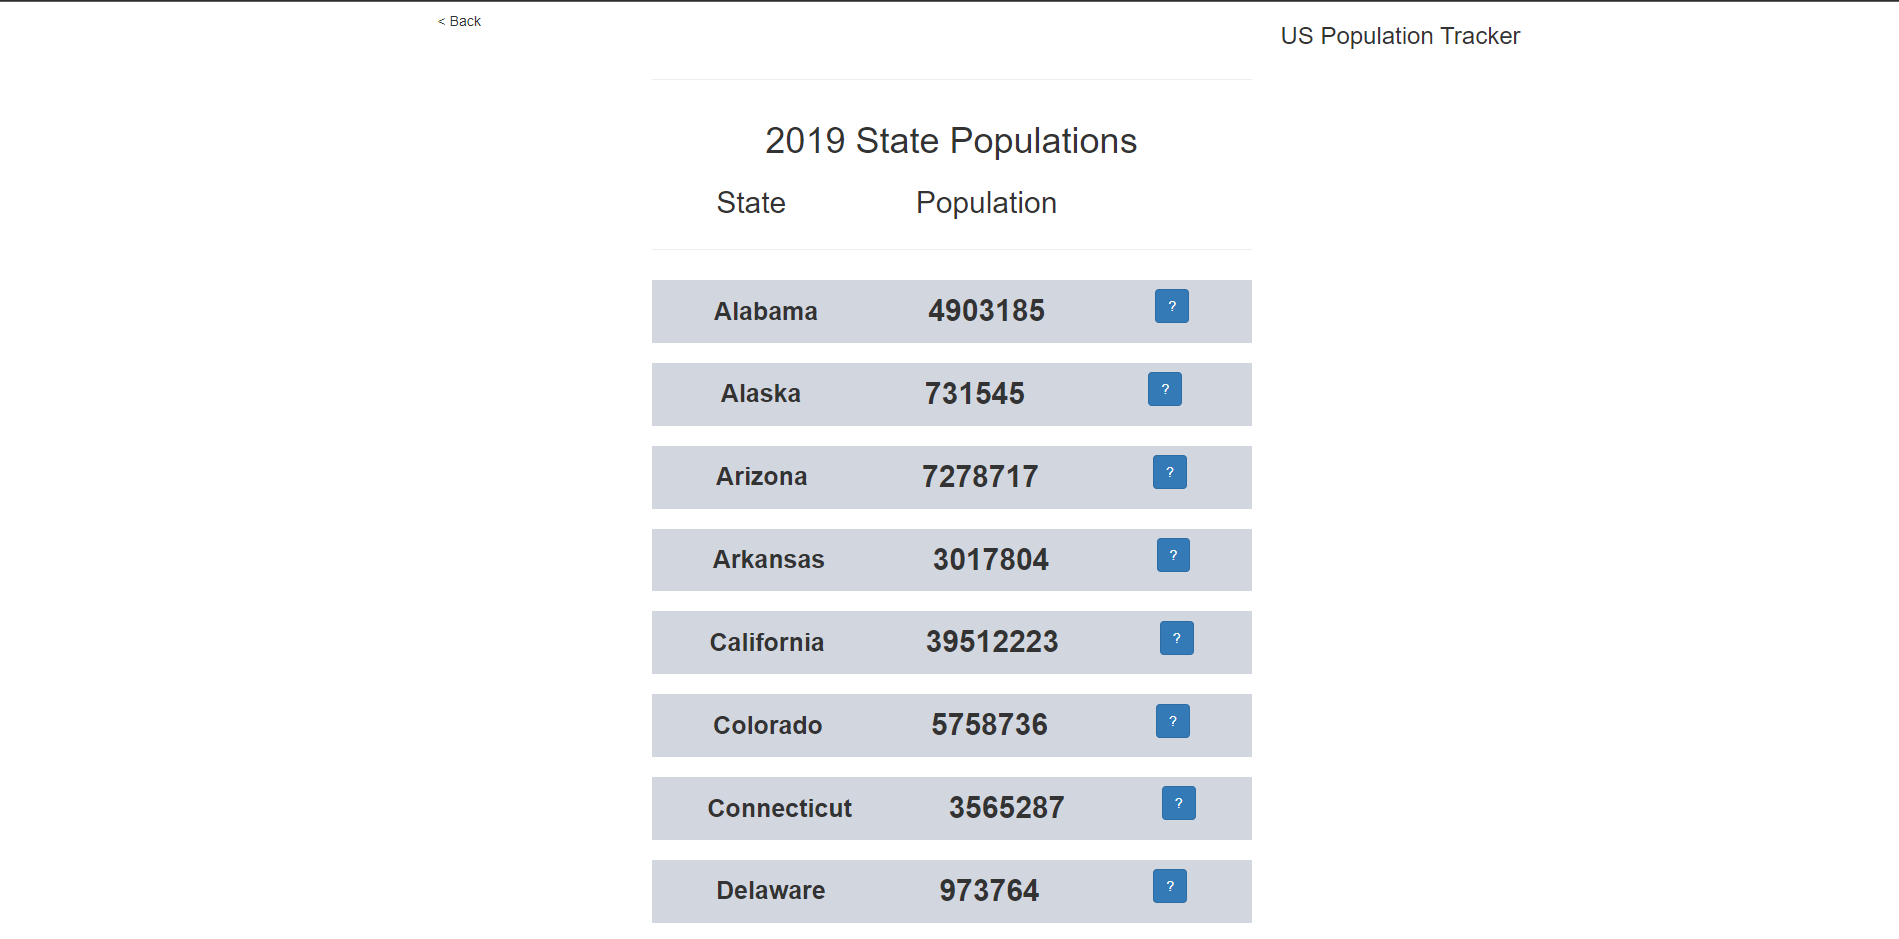 < Back
US Population Tracker
2019 State Populations
State Population
Alabama 4903185 ?
Alaska 731545 ?
Arizona 7278717 ?
Arkansas 3017804 ?
California 39512223 ?
Colorado 5758736 ?
Connecticut 3565287 ?
Delaware 973764 ?